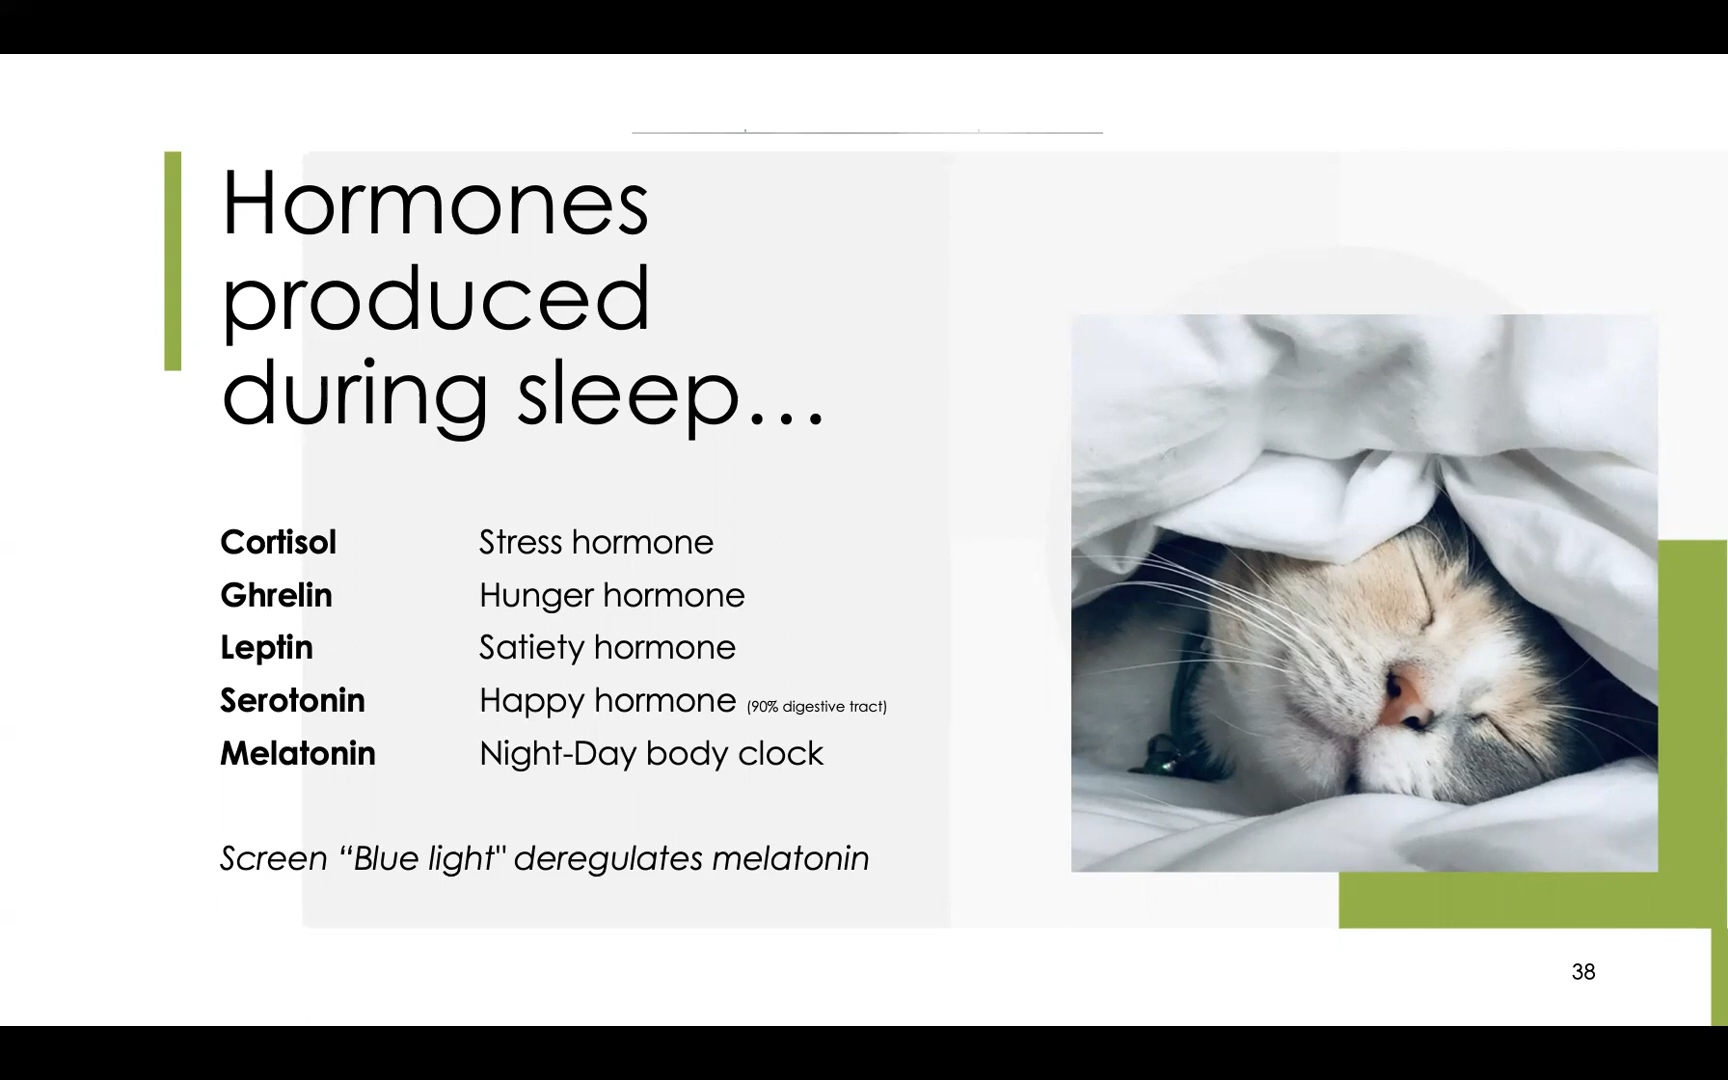 Hormones
produced
during sleep…
Cortisol Stress hormone
Ghrelin Hunger hormone
Leptin Satiety hormone
Serotonin Happy hormone (90% digestive tract)
Melatonin Night-Day body clock
Screen “Blue light" deregulates melatonin
38